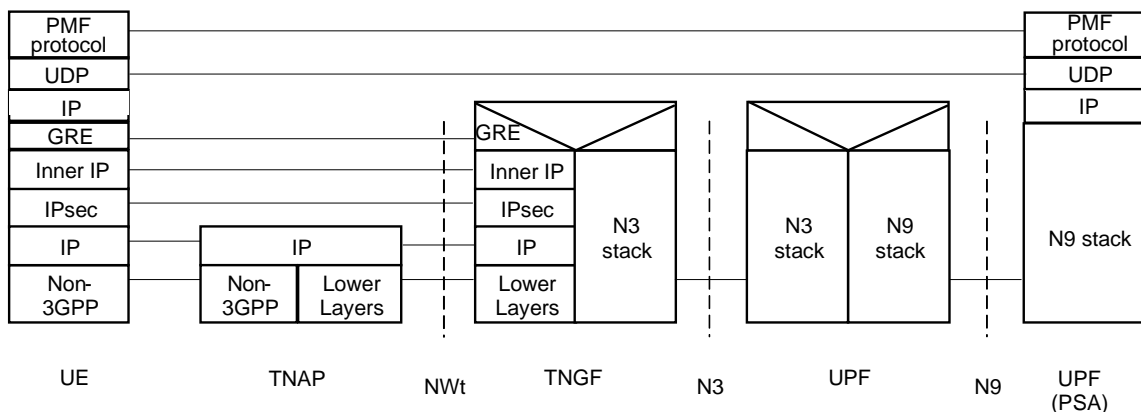 PMF
protocol
UDP
IP
GRE
Inner IP
IPsec
IP
Non-
3GPP
UE
IP
Non-
3GPP
Lower
Layers
TNAP
NWt
GRE
Inner IP
IPsec
IP
Lower
Layers
N3
stack
TNGF
N3
N3
stack
N9
stack
UPF
N9
PMF
protocol
UDP
IP
N9 stack
UPF
(PSA)